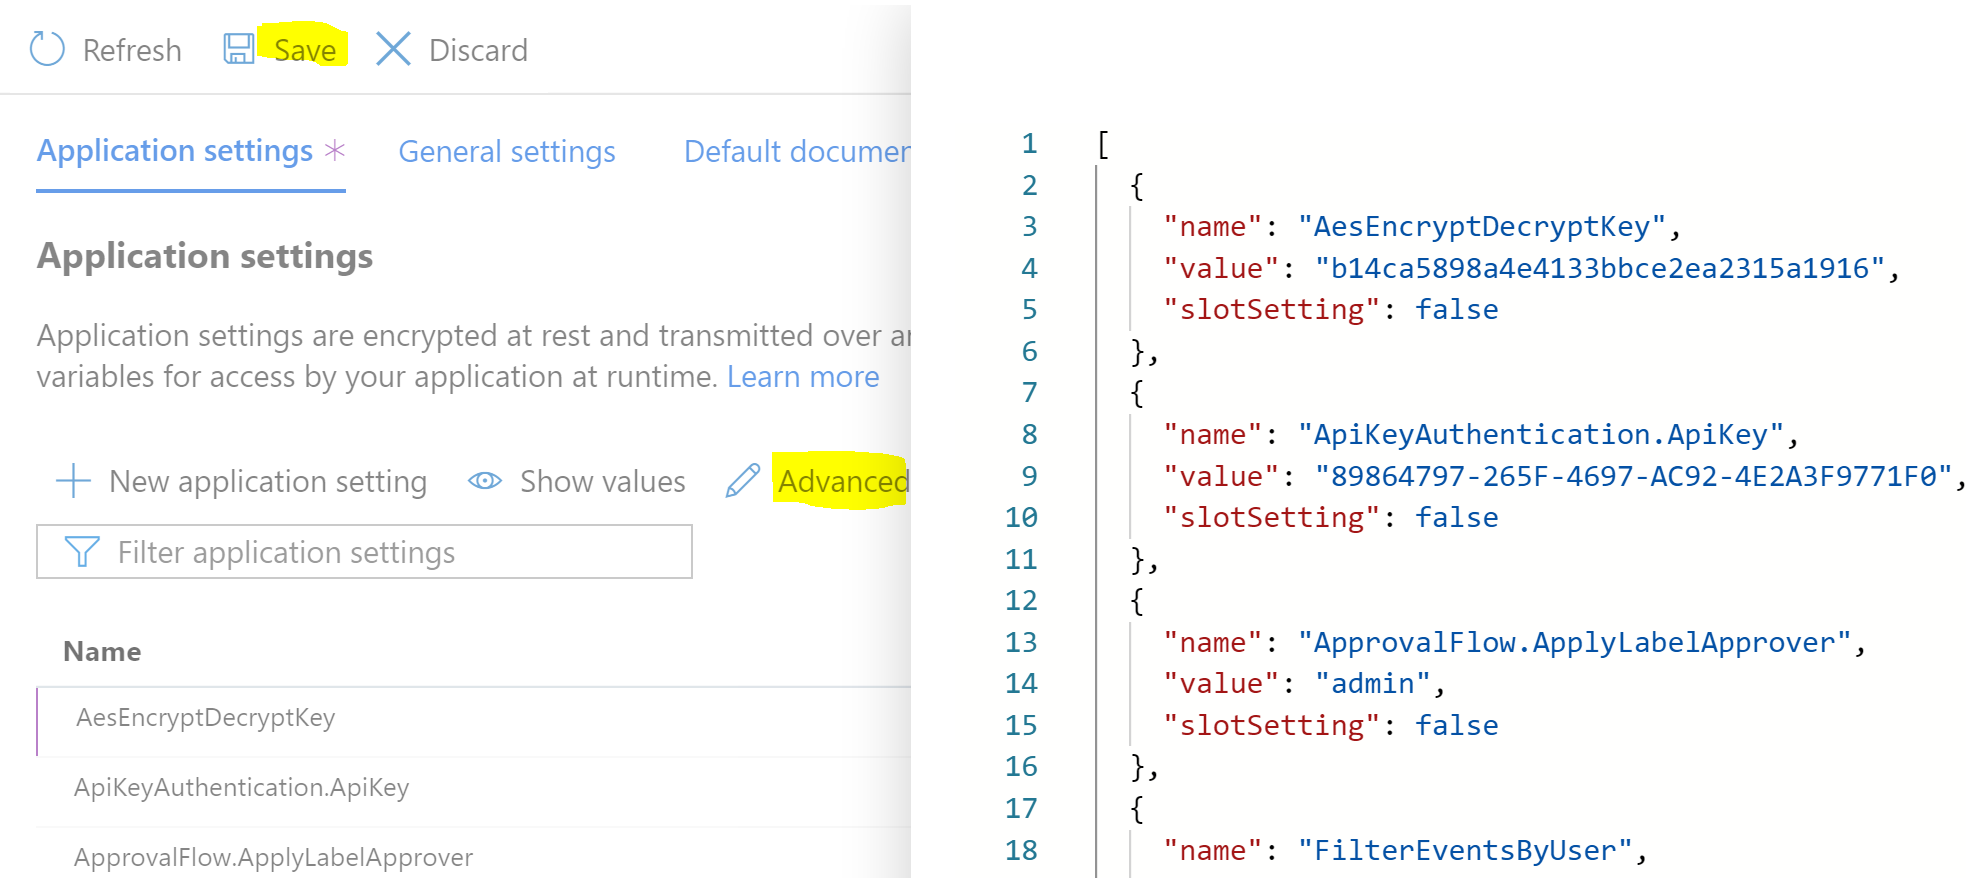 Refresh Save Discard
Application settings * General settings Default documen
Application settings
Application settings are encrypted at rest and transmitted over an
variables for access by your application at runtime. Learn more
New application setting Show values Advanced
Filter application settings
Name
AesEncryptDecryptKey
ApiKeyAuthentication.ApiKey
ApprovalFlow.ApplyLabelApprover
1 [
2 {
3 "name": "AesEncryptDecryptKey",
4 "value": "b14ca5898a4e4133bbce2ea2315a1916",
5 "slotSetting": false
6 },
7 {
8 "name": "ApiKeyAuthentication.ApiKey",
9 "value": "89864797-265F-4697-AC92-4E2A3F9771F0",
10 "slotSetting": false
11 },
12 {
13 "name": "ApprovalFlow.ApplyLabelApprover",
14 "value": "admin",
15 "slotSetting": false
16 },
17 {
18 "name": "FilterEventsByUser",